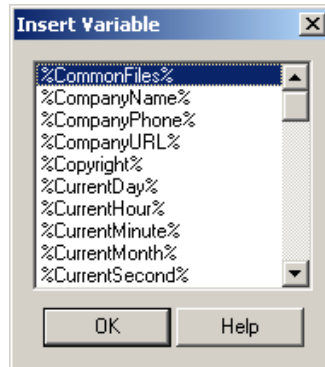 Insert Variable
%CommonFiles%
%CompanyName%
%CompanyPhone%
%CompanyURL%
%Copyright%
%CurrentDay%
%CurrentHour%
%CurrentMinute%
%CurrentMonth%
%CurrentSecond%
OK Help